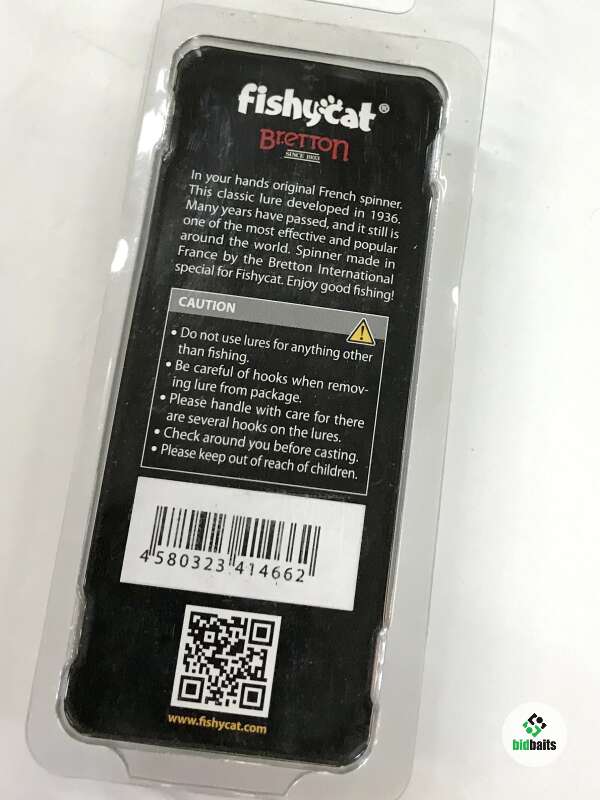 fishycat®
Bretton
In your hands original French spinner.
This classic lure developed in 1936.
Many years have passed, and it still is
one of the most effective and popular
around the world. Spinner made in
France by the Bretton International
special for Fishycat. Enjoy good fishing!
CAUTION
• Do not use lures for anything other
than fishing.
• Be careful of hooks when remov-
ing lure from package.
• Please handle with care for there
are several hooks on the lures.
• Check around you before casting.
• Please keep out of reach of children.
4 580323 414662
www.fishycat.com
bidbaits